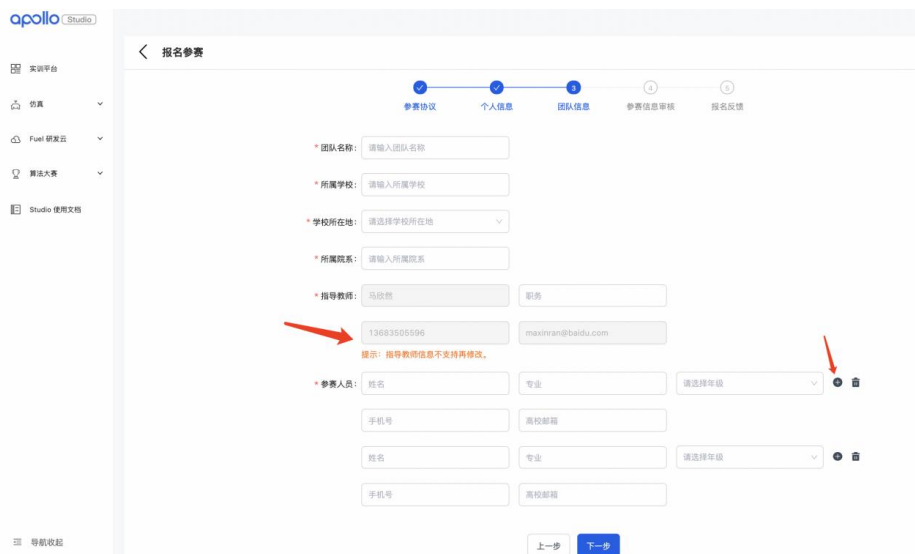 apollo Studio
报名参赛
实训平台
仿真
Fuel 研发云
算法大赛
Studio 使用文档
3 4 5
参赛协议 个人信息 团队信息 参赛信息审核 报名反馈
* 团队名称： 请输入团队名称
* 所属学校： 请输入所属学校
* 学校所在地： 请选择学校所在地
* 所属院系： 请输入所属院系
* 指导教师： 马欣然 职务
13683505596 maxinran@baidu.com
提示：指导教师信息不支持再修改。
* 参赛人员： 姓名 专业 请选择年级
手机号 高校邮箱
姓名 专业 请选择年级
手机号 高校邮箱
上一步 下一步
导航收起